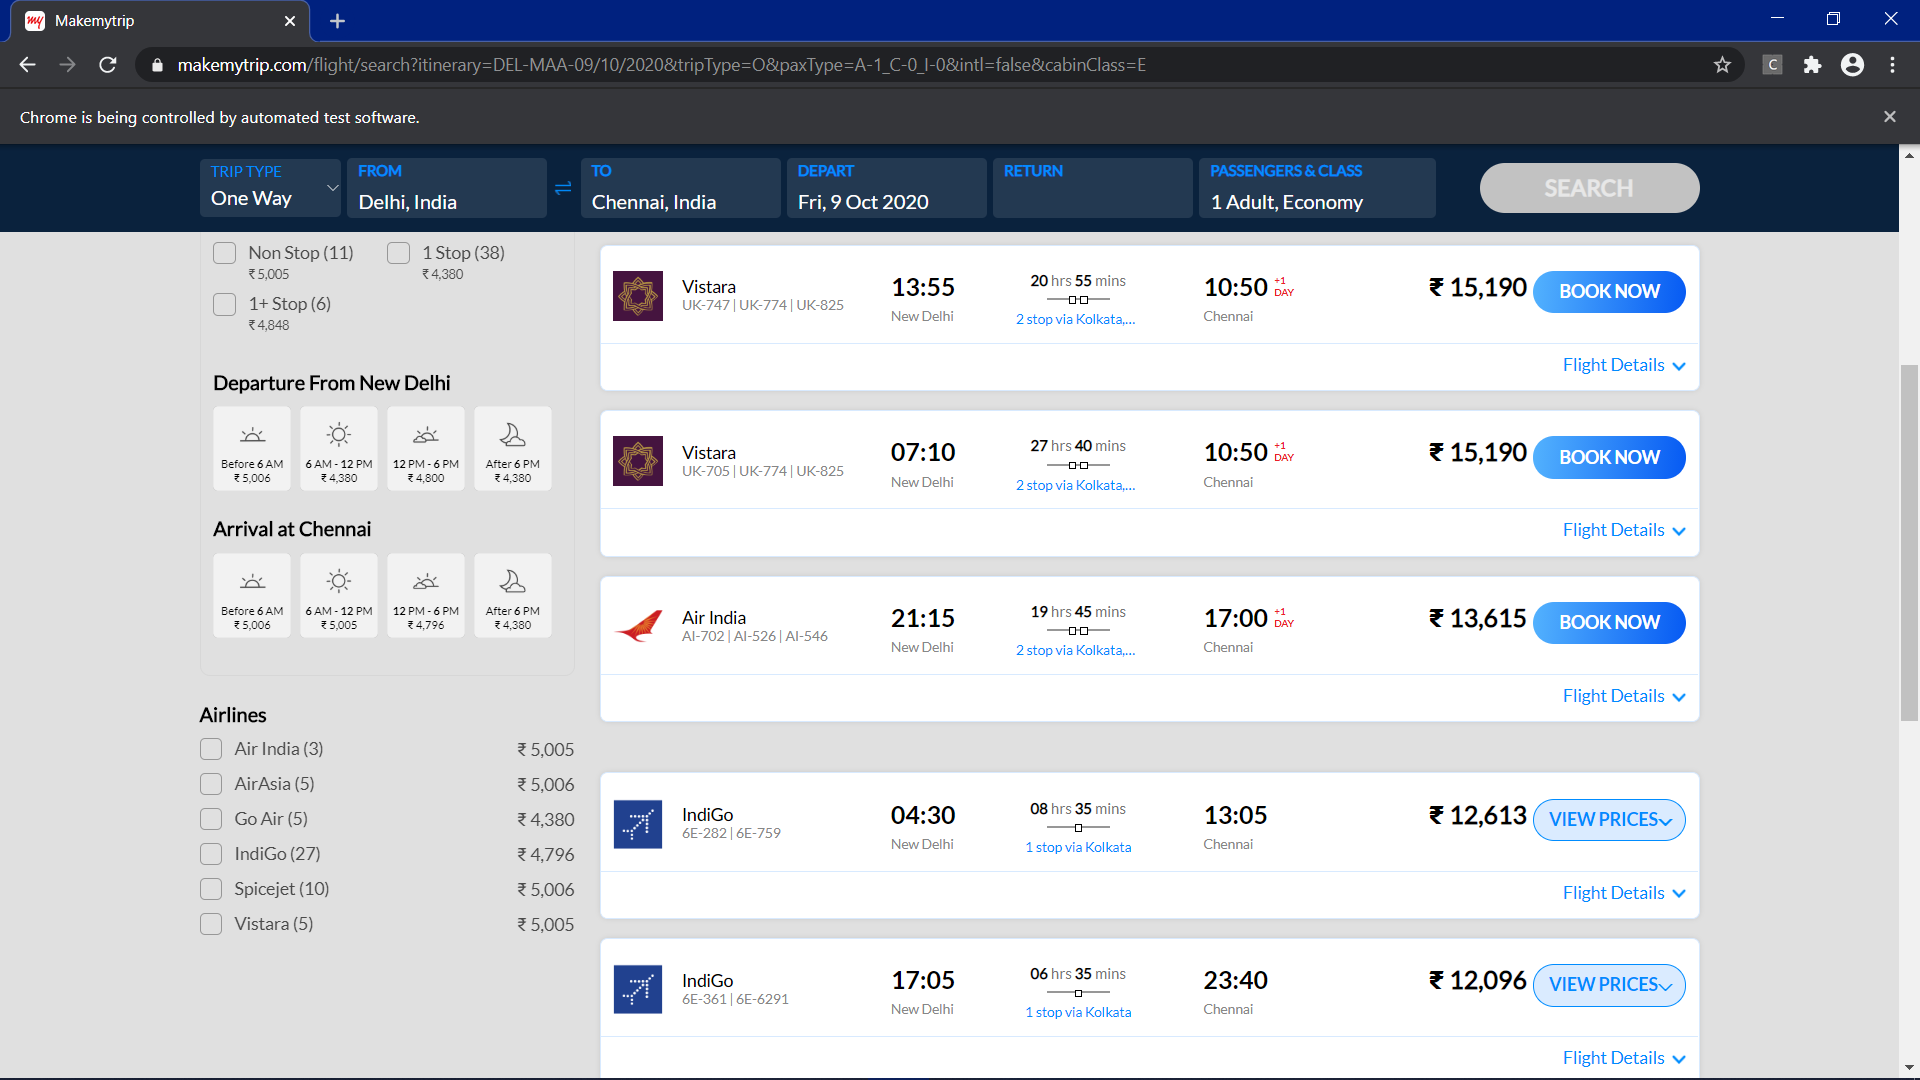 my Makemytrip
makemytrip.com/flight/search?itinerary=DEL-MAA-09/10/2020&tripType=O&paxType=A-1_C-0_I-0&intl=false&cabinClass=E
C
Chrome is being controlled by automated test software.
TRIP TYPE
One Way
FROM
Delhi, India
TO
Chennai, India
DEPART
Fri, 9 Oct 2020
RETURN
PASSENGERS & CLASS
1 Adult, Economy
SEARCH
Non Stop (11)
₹ 5,005
1 Stop (38)
₹ 4,380
1+ Stop (6)
₹ 4,848
Departure From New Delhi
Before 6 AM
₹ 5,006
6 AM - 12 PM
₹ 4,380
12 PM - 6 PM
₹ 4,800
After 6 PM
₹ 4,380
Arrival at Chennai
Before 6 AM
₹ 5,006
6 AM - 12 PM
₹ 5,005
12 PM - 6 PM
₹ 4,796
After 6 PM
₹ 4,380
Airlines
Air India (3) ₹ 5,005
AirAsia (5) ₹ 5,006
Go Air (5) ₹ 4,380
IndiGo (27) ₹ 4,796
Spicejet (10) ₹ 5,006
Vistara (5) ₹ 5,005
Vistara
UK-747 | UK-774 | UK-825
13:55
New Delhi
20 hrs 55 mins
2 stop via Kolkata,...
10:50 +1 DAY
Chennai
₹ 15,190
BOOK NOW
Flight Details
Vistara
UK-705 | UK-774 | UK-825
07:10
New Delhi
27 hrs 40 mins
2 stop via Kolkata,...
10:50 +1 DAY
Chennai
₹ 15,190
BOOK NOW
Flight Details
Air India
AI-702 | AI-526 | AI-546
21:15
New Delhi
19 hrs 45 mins
2 stop via Kolkata,...
17:00 +1 DAY
Chennai
₹ 13,615
BOOK NOW
Flight Details
IndiGo
6E-282 | 6E-759
04:30
New Delhi
08 hrs 35 mins
1 stop via Kolkata
13:05
Chennai
₹ 12,613
VIEW PRICES
Flight Details
IndiGo
6E-361 | 6E-6291
17:05
New Delhi
06 hrs 35 mins
1 stop via Kolkata
23:40
Chennai
₹ 12,096
VIEW PRICES
Flight Details